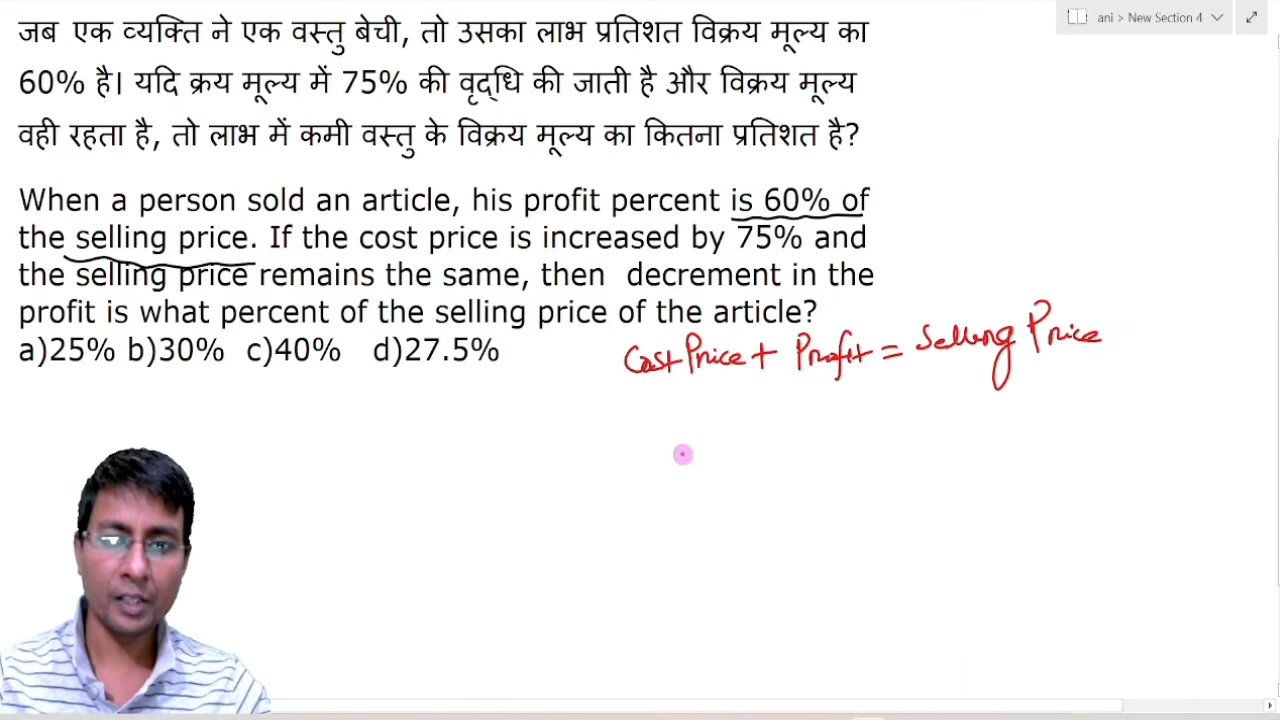 ani > New Section 4
जब एक व्यक्ति ने एक वस्तु बेची, तो उसका लाभ प्रतिशत विक्रय मूल्य का
60% है। यदि क्रय मूल्य में 75% की वृद्धि की जाती है और विक्रय मूल्य
वही रहता है, तो लाभ में कमी वस्तु के विक्रय मूल्य का कितना प्रतिशत है?
When a person sold an article, his profit percent is 60% of
the selling price. If the cost price is increased by 75% and
the selling price remains the same, then decrement in the
profit is what percent of the selling price of the article?
a)25% b)30% c)40% d)27.5%
Cost Price + Profit = Selling Price